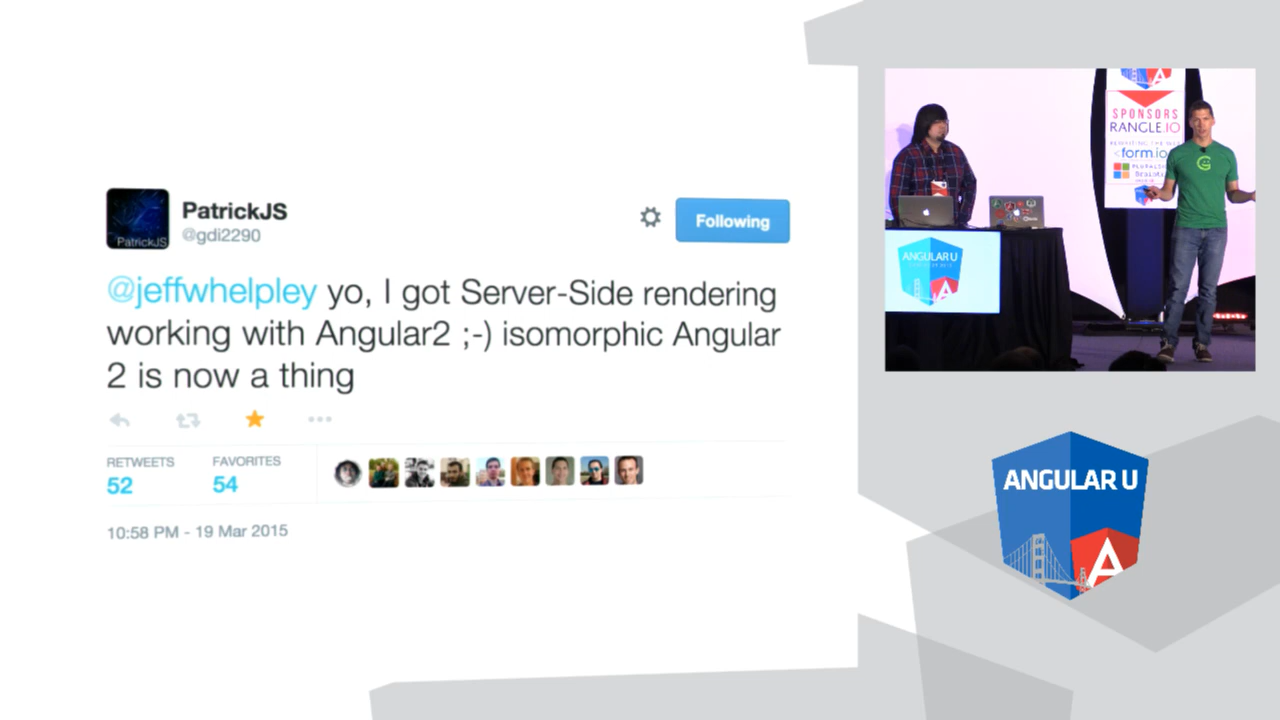 PatrickJS
@gdi2290
PatrickJS
Following
@jeffwhelpley yo, I got Server-Side rendering
working with Angular2 ;-) isomorphic Angular
2 is now a thing
RETWEETS
52
FAVORITES
54
10:58 PM - 19 Mar 2015
SPONSORS
RANGLE.IO
<form.io
ANGULAR U
ANGULAR U
A